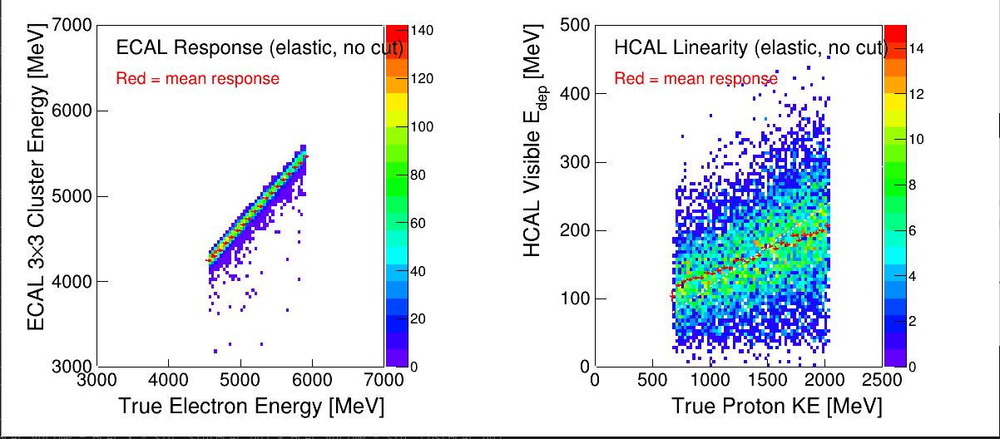 ECAL Response (elastic, no cut)
Red = mean response
ECAL 3×3 Cluster Energy [MeV]
7000
6000
5000
4000
3000
3000 4000 5000 6000 7000
True Electron Energy [MeV]
140
120
100
80
60
40
20
0
HCAL Linearity (elastic, no cut)
Red = mean response
HCAL Visible E_dep [MeV]
500
400
300
200
100
0
0 500 1000 1500 2000 2500
True Proton KE [MeV]
14
12
10
8
6
4
2
0